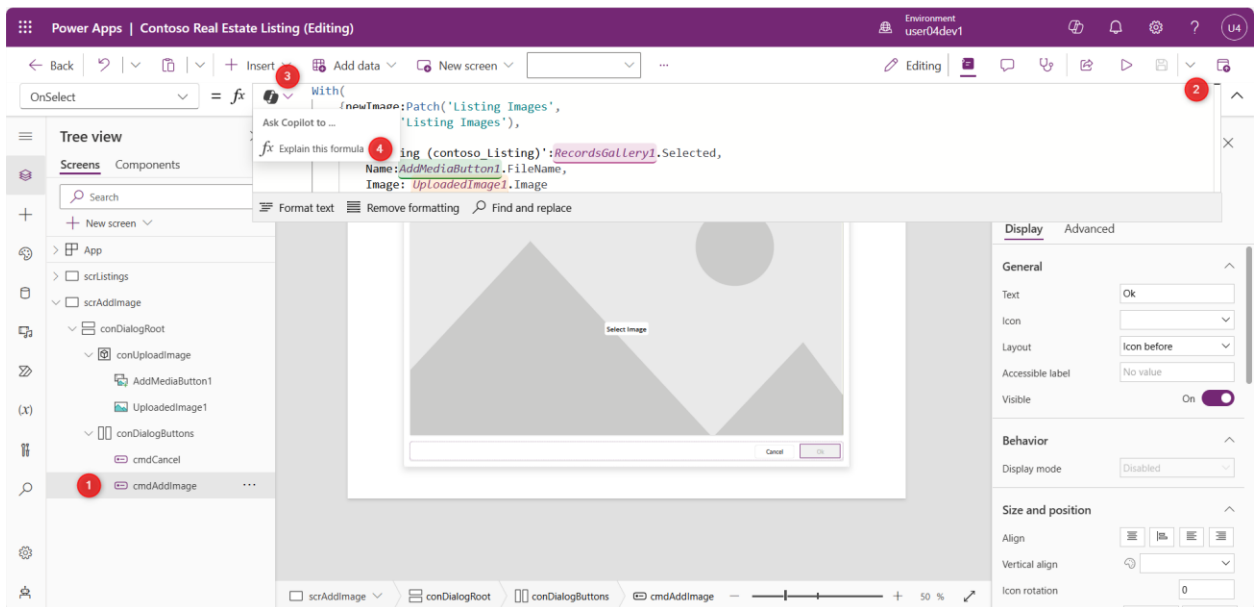 Power Apps | Contoso Real Estate Listing (Editing)
Environment
user04dev1
U4
Back
Insert
Add data
New screen
...
Editing
3
2
OnSelect
= fx
With(
{newImage:Patch('Listing Images',
'Listing Images'),
ing (contoso_Listing)':RecordsGallery1.Selected,
Name:AddMediaButton1.FileName,
Image: UploadedImage1.Image
Ask Copilot to ...
fx Explain this formula
4
Format text
Remove formatting
Find and replace
Tree view
Screens
Components
Search
New screen
App
scrListings
scrAddImage
conDialogRoot
conUploadImage
AddMediaButton1
UploadedImage1
conDialogButtons
cmdCancel
1
cmdAddImage
...
(x)
Select Image
Cancel
Ok
Display
Advanced
General
Text
Ok
Icon
Layout
Icon before
Accessible label
No value
Visible
On
Behavior
Display mode
Disabled
Size and position
Align
Vertical align
Icon rotation
0
scrAddImage
conDialogRoot
conDialogButtons
cmdAddImage
50 %